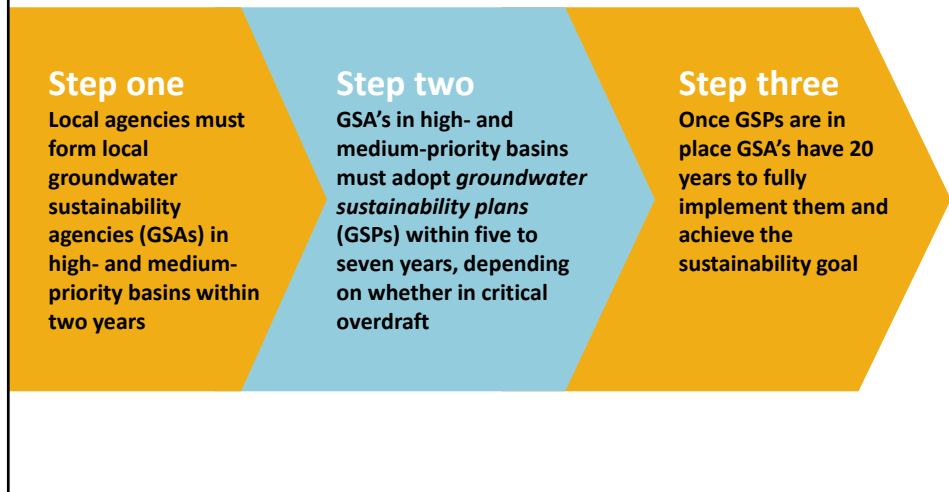 Step one
Local agencies must
form local
groundwater
sustainability
agencies (GSAs) in
high- and medium-
priority basins within
two years
Step two
GSA's in high- and
medium-priority basins
must adopt groundwater
sustainability plans
(GSPs) within five to
seven years, depending
on whether in critical
overdraft
Step three
Once GSPs are in
place GSA's have 20
years to fully
implement them and
achieve the
sustainability goal